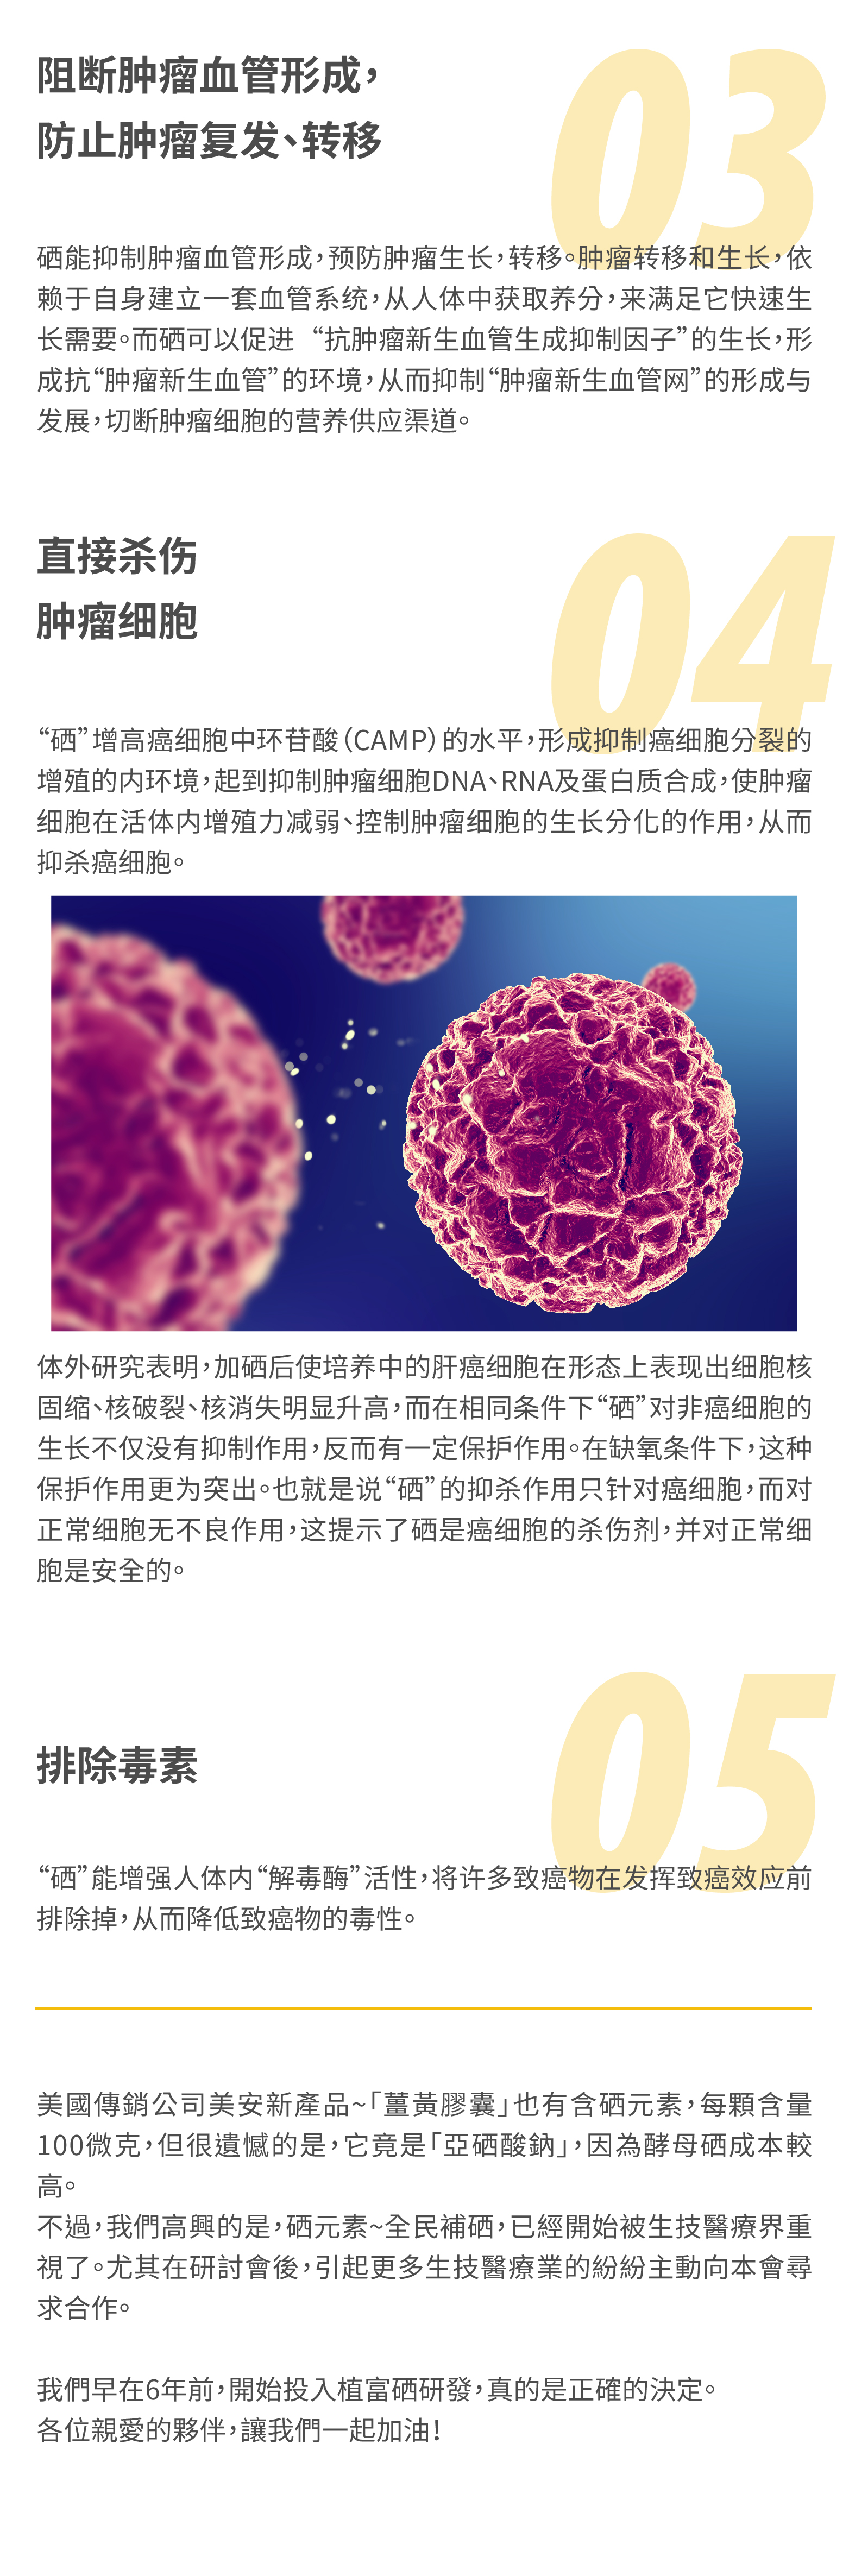 03
阻断肿瘤血管形成，
防止肿瘤复发、转移
硒能抑制肿瘤血管形成，预防肿瘤生长，转移。肿瘤转移和生长，依
赖于自身建立一套血管系统，从人体中获取养分，来满足它快速生
长需要。而硒可以促进 “抗肿瘤新生血管生成抑制因子”的生长，形
成抗“肿瘤新生血管”的环境，从而抑制“肿瘤新生血管网”的形成与
发展，切断肿瘤细胞的营养供应渠道。
04
直接杀伤
肿瘤细胞
“硒”增高癌细胞中环苷酸（CAMP）的水平，形成抑制癌细胞分裂的
增殖的内环境，起到抑制肿瘤细胞DNA、RNA及蛋白质合成，使肿瘤
细胞在活体内增殖力减弱、控制肿瘤细胞的生长分化的作用，从而
抑杀癌细胞。
体外研究表明，加硒后使培养中的肝癌细胞在形态上表现出细胞核
固缩、核破裂、核消失明显升高，而在相同条件下“硒”对非癌细胞的
生长不仅没有抑制作用，反而有一定保护作用。在缺氧条件下，这种
保护作用更为突出。也就是说“硒”的抑杀作用只针对癌细胞，而对
正常细胞无不良作用，这提示了硒是癌细胞的杀伤剂，并对正常细
胞是安全的。
05
排除毒素
“硒”能增强人体内“解毒酶”活性，将许多致癌物在发挥致癌效应前
排除掉，从而降低致癌物的毒性。
美國傳銷公司美安新產品~「薑黃膠囊」也有含硒元素，每顆含量
100微克，但很遺憾的是，它竟是「亞硒酸鈉」，因為酵母硒成本較
高。
不過，我們高興的是，硒元素~全民補硒，已經開始被生技醫療界重
視了。尤其在研討會後，引起更多生技醫療業的紛紛主動向本會尋
求合作。
我們早在6年前，開始投入植富硒研發，真的是正確的決定。
各位親愛的夥伴，讓我們一起加油！